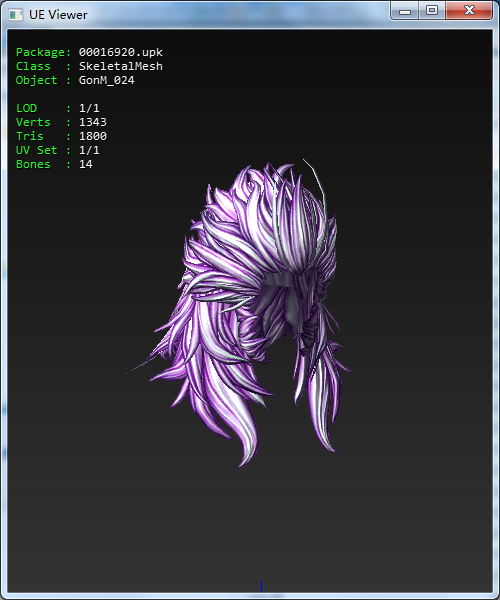 UE Viewer
Package: 00016920.upk
Class  : SkeletalMesh
Object : GonM_024
LOD    : 1/1
Verts  : 1343
Tris   : 1800
UV Set : 1/1
Bones  : 14